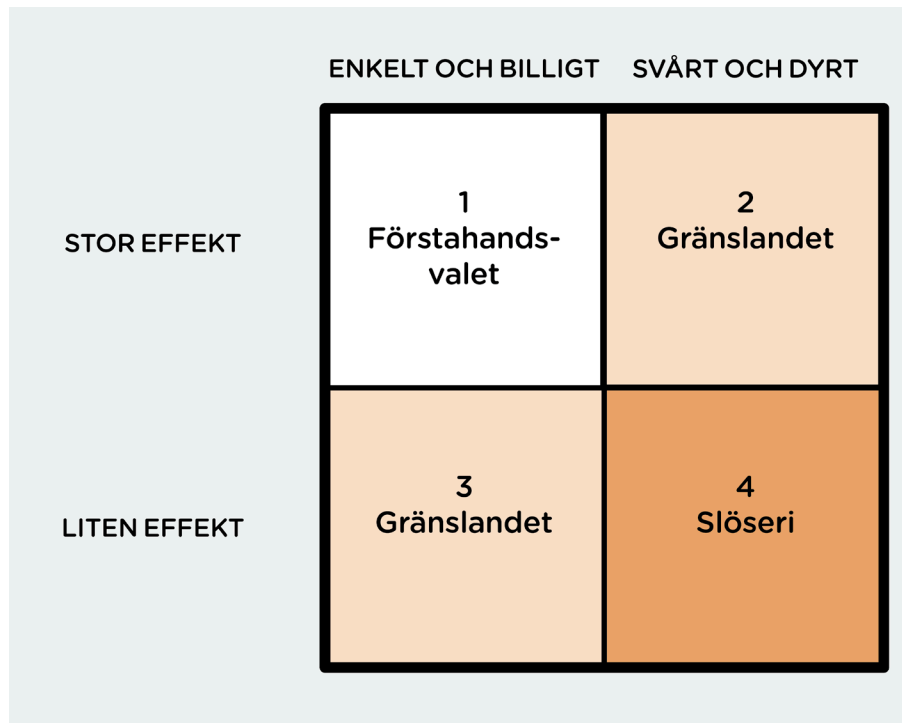 ENKELT OCH BILLIGT
SVÅRT OCH DYRT
STOR EFFEKT
1
Förstahands-
valet
2
Gränslandet
LITEN EFFEKT
3
Gränslandet
4
Slöseri